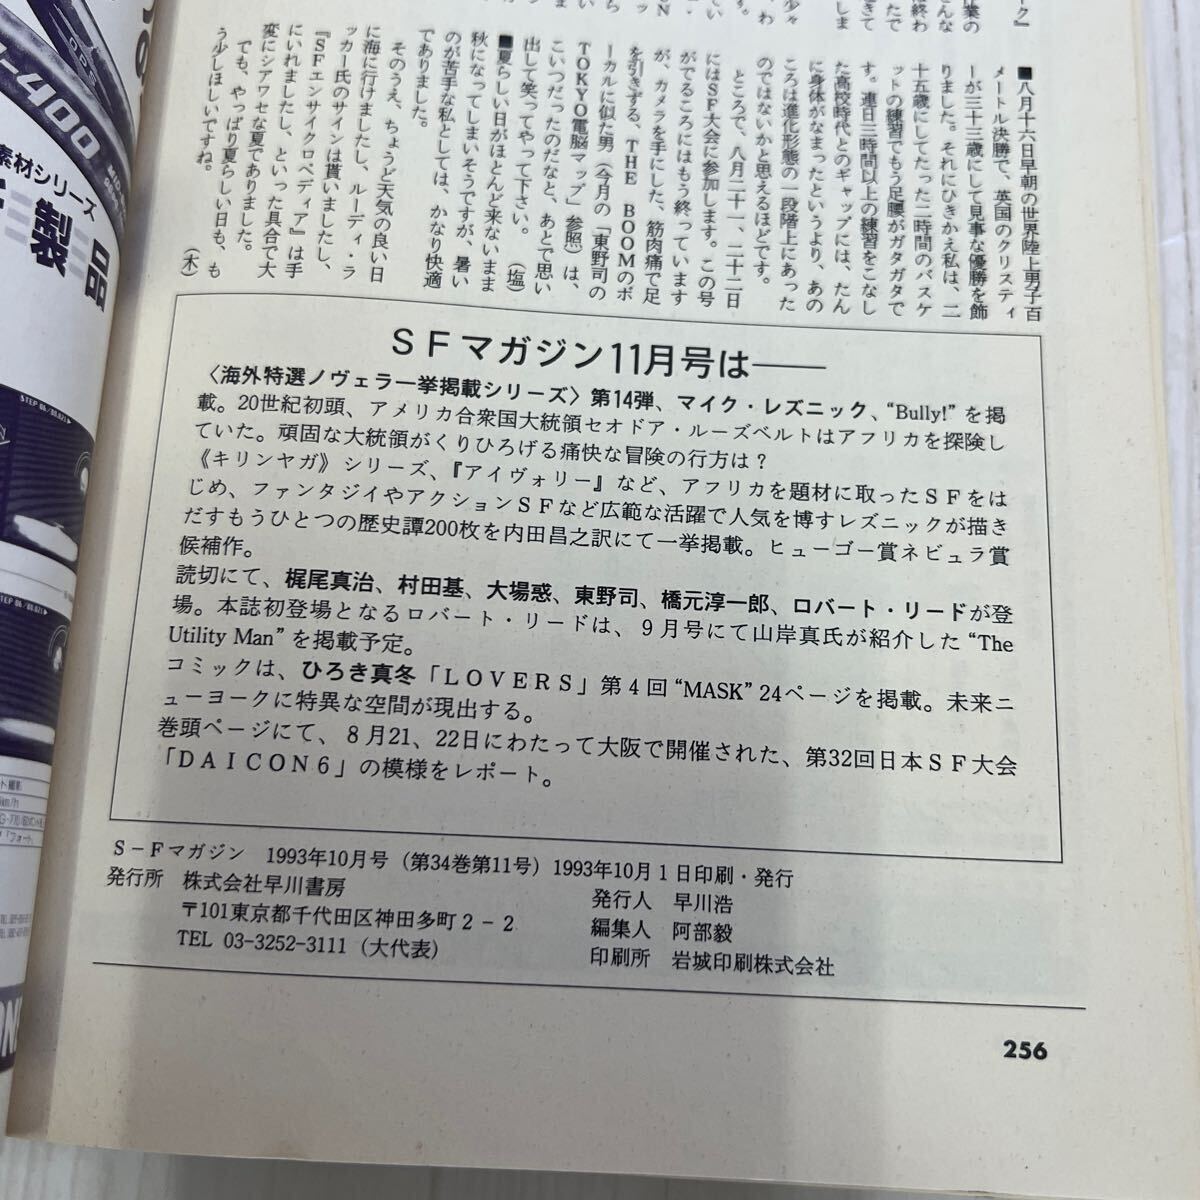 ■八月十六日早朝の世界陸上男子百
メートル決勝で、英国のクリスティ
ーが三十三歳にして見事な優勝を飾
りました。それにひきかえ私は、二
十五歳にしてたった二時間のバスケ
ットの練習でもう足腰がガタガタで
す。連日三時間以上の練習をこなし
た高校時代とのギャップには、たん
に身体がなまったというより、あの
ころは進化形態の一段階上にあった
のではないかと思えるほどです。
ところで、八月二十一、二十二日
にはSF大会に参加します。この号
がでるころにはもう終っています
が、カメラを手にした、筋肉痛で足
を引きずる、THE BOOMのボ
ーカルに似た男（今月の「東野司の
TOKYO電脳マップ」参照）は、
こいつだったのだなと、あとで思い
出して笑ってやって下さい。（塩）
■夏らしい日がほとんど来ないまま
秋になってしまいそうですが、暑い
のが苦手な私としては、かなり快適
でありました。
そのうえ、ちょうど天気の良い日
に海に行けましたし、ルーディ・ラ
ッカー氏のサインは貰いましたし、
『SFエンサイクロペディア』は手
にいれましたし、といった具合で大
変にシアワセな夏でありました。
でも、やっぱり夏らしい日も、も
う少しほしいですね。（木）
SFマガジン11月号は──
〈海外特選ノヴェラ一挙掲載シリーズ〉第14弾、マイク・レズニック、“Bully!”を掲
載。20世紀初頭、アメリカ合衆国大統領セオドア・ルーズベルトはアフリカを探険し
ていた。頑固な大統領がくりひろげる痛快な冒険の行方は？
《キリンヤガ》シリーズ、『アイヴォリー』など、アフリカを題材に取ったSFをは
じめ、ファンタジイやアクションSFなど広範な活躍で人気を博すレズニックが描き
だすもうひとつの歴史譚200枚を内田昌之訳にて一挙掲載。ヒューゴー賞ネビュラ賞
候補作。
読切にて、梶尾真治、村田基、大場惑、東野司、橋元淳一郎、ロバート・リードが登
場。本誌初登場となるロバート・リードは、9月号にて山岸真氏が紹介した“The
Utility Man”を掲載予定。
コミックは、ひろき真冬「LOVERS」第4回“MASK”24ページを掲載。未来ニ
ューヨークに特異な空間が現出する。
巻頭ページにて、8月21、22日にわたって大阪で開催された、第32回日本SF大会
「DAICON6」の模様をレポート。
S－Fマガジン　1993年10月号（第34巻第11号）1993年10月1日印刷・発行
発行所　株式会社早川書房
〒101東京都千代田区神田多町2－2
TEL 03-3252-3111（大代表）
発行人　早川浩
編集人　阿部毅
印刷所　岩城印刷株式会社
256
-400
素材シリーズ
製品